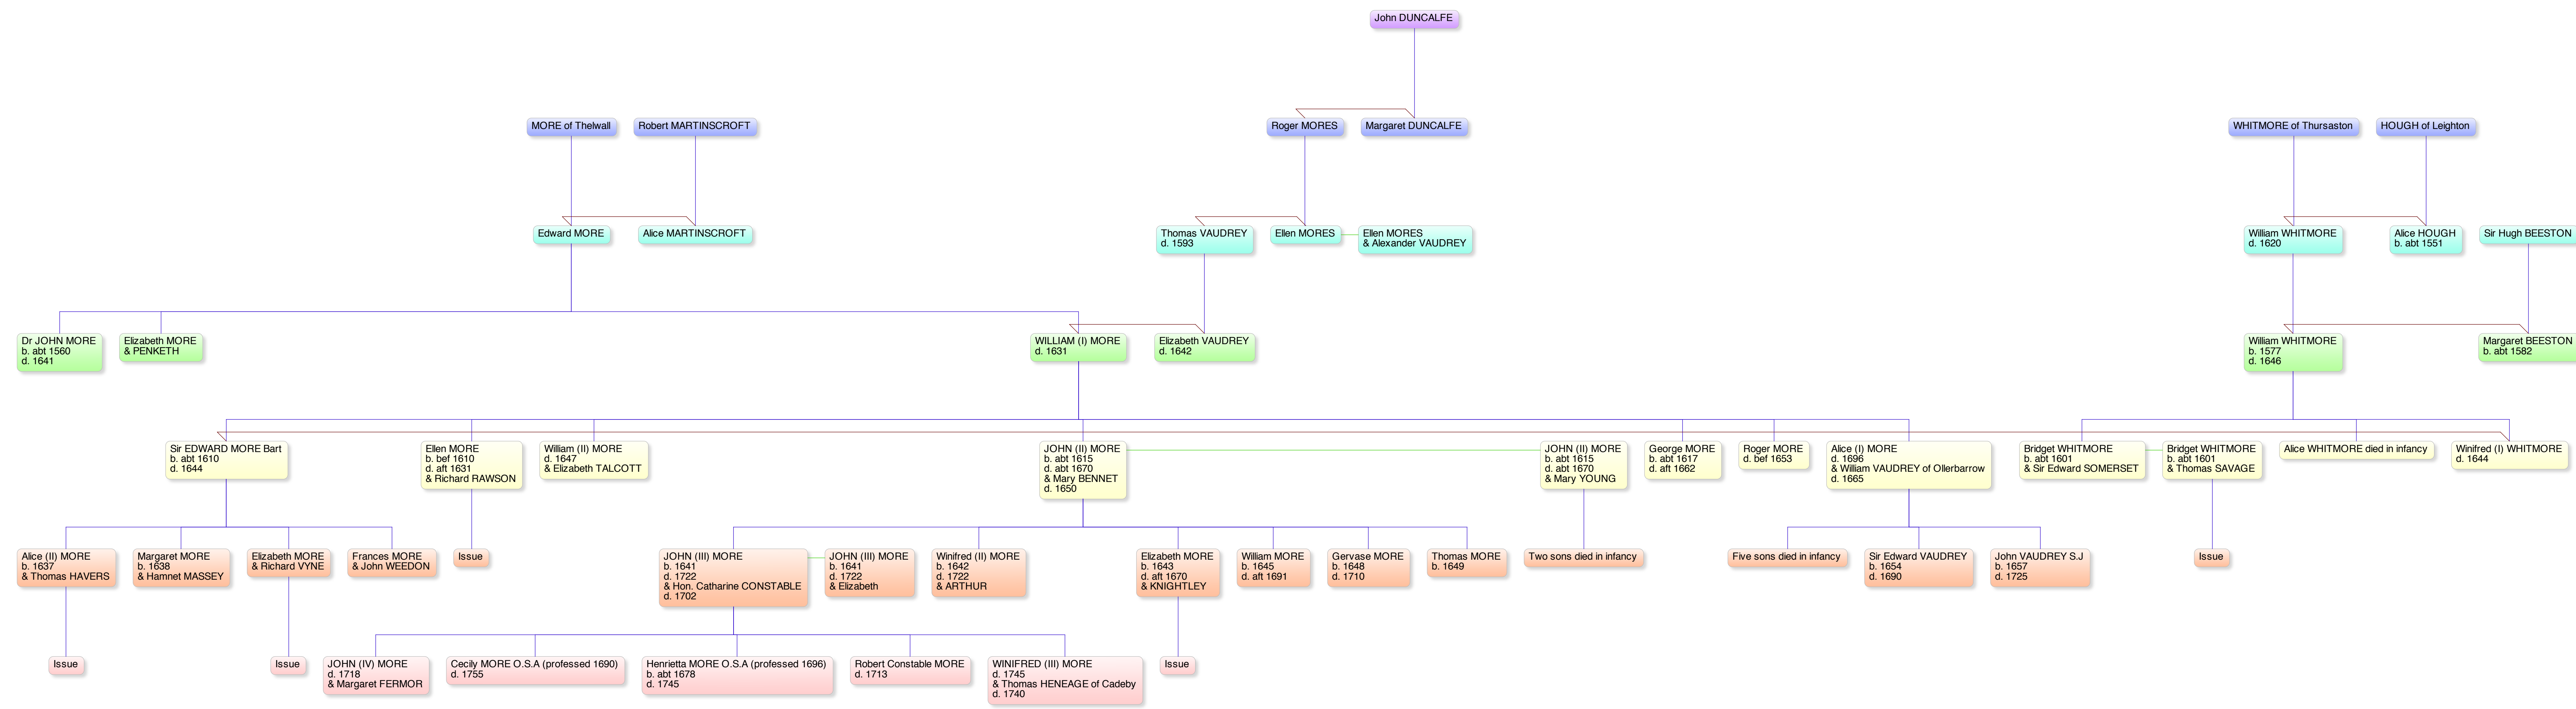 John DUNCALFE
MORE of Thelwall
Robert MARTINSCROFT
Roger MORES
Margaret DUNCALFE
WHITMORE of Thursaston
HOUGH of Leighton
Edward MORE
Alice MARTINSCROFT
Thomas VAUDREY
d. 1593
Ellen MORES
Ellen MORES
& Alexander VAUDREY
William WHITMORE
d. 1620
Alice HOUGH
b. abt 1551
Sir Hugh BEESTON
Dr JOHN MORE
b. abt 1560
d. 1641
Elizabeth MORE
& PENKETH
WILLIAM (I) MORE
d. 1631
Elizabeth VAUDREY
d. 1642
William WHITMORE
b. 1577
d. 1646
Margaret BEESTON
b. abt 1582
Sir EDWARD MORE Bart
b. abt 1610
d. 1644
Ellen MORE
b. bef 1610
d. aft 1631
& Richard RAWSON
William (II) MORE
d. 1647
& Elizabeth TALCOTT
JOHN (II) MORE
b. abt 1615
d. abt 1670
& Mary BENNET
d. 1650
JOHN (II) MORE
b. abt 1615
d. abt 1670
& Mary YOUNG
George MORE
b. abt 1617
d. aft 1662
Roger MORE
d. bef 1653
Alice (I) MORE
d. 1696
& William VAUDREY of Ollerbarrow
d. 1665
Bridget WHITMORE
b. abt 1601
& Sir Edward SOMERSET
Bridget WHITMORE
b. abt 1601
& Thomas SAVAGE
Alice WHITMORE died in infancy
Winifred (I) WHITMORE
d. 1644
Alice (II) MORE
b. 1637
& Thomas HAVERS
Margaret MORE
b. 1638
& Hamnet MASSEY
Elizabeth MORE
& Richard VYNE
Frances MORE
& John WEEDON
Issue
JOHN (III) MORE
b. 1641
d. 1722
& Hon. Catharine CONSTABLE
d. 1702
JOHN (III) MORE
b. 1641
d. 1722
& Elizabeth
Winifred (II) MORE
b. 1642
d. 1722
& ARTHUR
Elizabeth MORE
b. 1643
d. aft 1670
& KNIGHTLEY
William MORE
b. 1645
d. aft 1691
Gervase MORE
b. 1648
d. 1710
Thomas MORE
b. 1649
Two sons died in infancy
Five sons died in infancy
Sir Edward VAUDREY
b. 1654
d. 1690
John VAUDREY S.J
b. 1657
d. 1725
Issue
Issue
Issue
JOHN (IV) MORE
d. 1718
& Margaret FERMOR
Cecily MORE O.S.A (professed 1690)
d. 1755
Henrietta MORE O.S.A (professed 1696)
b. abt 1678
d. 1745
Robert Constable MORE
d. 1713
WINIFRED (III) MORE
d. 1745
& Thomas HENEAGE of Cadeby
d. 1740
Issue